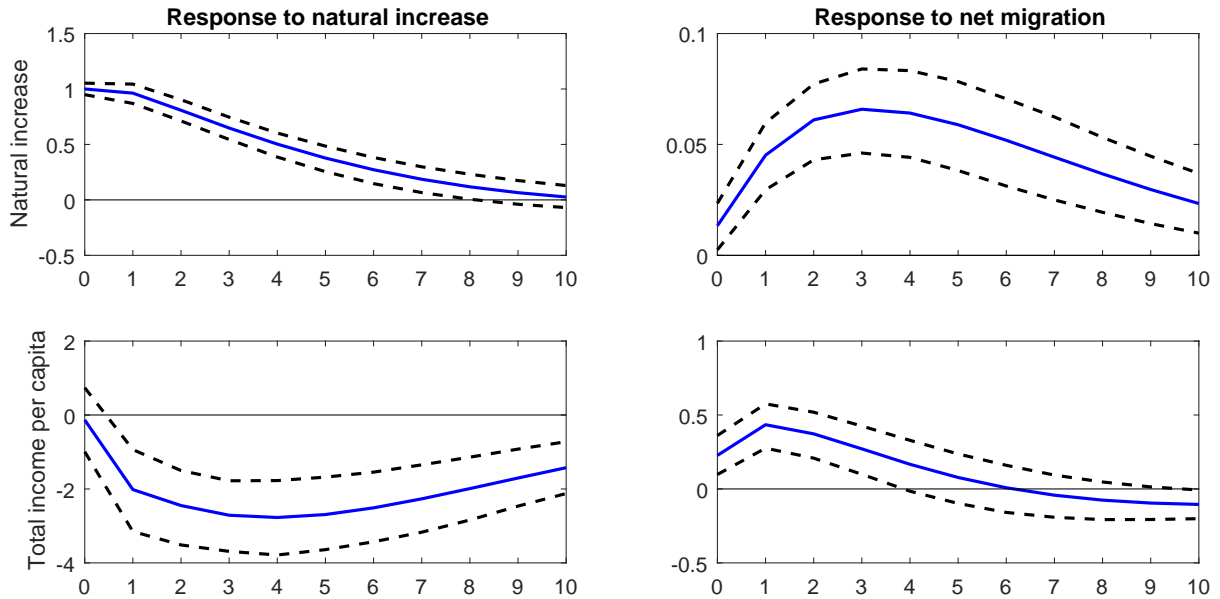 Response to natural increase
Natural increase
1.5
1
0.5
0
-0.5
0 1 2 3 4 5 6 7 8 9 10
Response to net migration
0.1
0.05
0
0 1 2 3 4 5 6 7 8 9 10
Total income per capita
2
0
-2
-4
0 1 2 3 4 5 6 7 8 9 10
1
0.5
0
-0.5
0 1 2 3 4 5 6 7 8 9 10